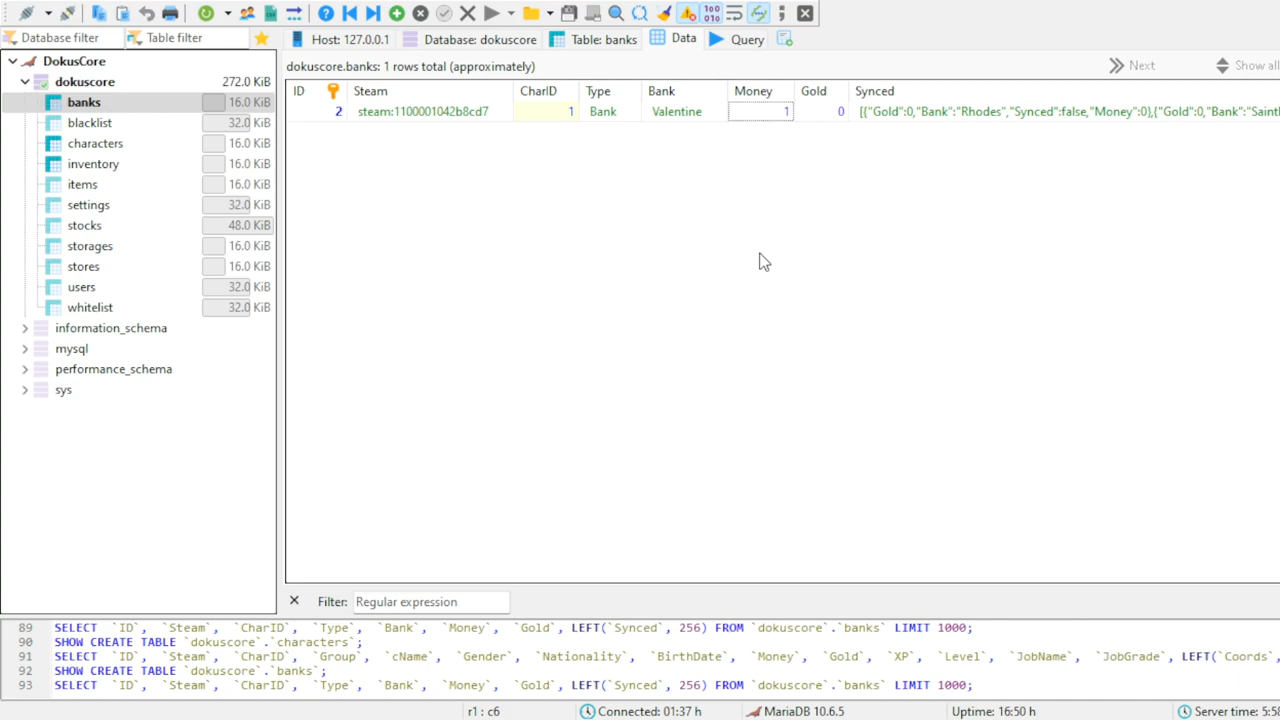 Database filter
Table filter
Host: 127.0.0.1
Database: dokuscore
Table: banks
Data
Query
DokusCore
dokuscore 272.0 KiB
banks 16.0 KiB
blacklist 32.0 KiB
characters 16.0 KiB
inventory 16.0 KiB
items 16.0 KiB
settings 32.0 KiB
stocks 48.0 KiB
storages 16.0 KiB
stores 16.0 KiB
users 32.0 KiB
whitelist 32.0 KiB
information_schema
mysql
performance_schema
sys
dokuscore.banks: 1 rows total (approximately)
Next
Show all
ID Steam CharID Type Bank Money Gold Synced
2 steam:1100001042b8cd7 1 Bank Valentine 1 0 [{"Gold":0,"Bank":"Rhodes","Synced":false,"Money":0},{"Gold":0,"Bank":"Saint
Filter: Regular expression
89 SELECT `ID`, `Steam`, `CharID`, `Type`, `Bank`, `Money`, `Gold`, LEFT(`Synced`, 256) FROM `dokuscore`.`banks` LIMIT 1000;
90 SHOW CREATE TABLE `dokuscore`.`characters`;
91 SELECT `ID`, `Steam`, `CharID`, `Group`, `cName`, `Gender`, `Nationality`, `BirthDate`, `Money`, `Gold`, `XP`, `Level`, `JobName`, `JobGrade`, LEFT(`Coords`,
92 SHOW CREATE TABLE `dokuscore`.`banks`;
93 SELECT `ID`, `Steam`, `CharID`, `Type`, `Bank`, `Money`, `Gold`, LEFT(`Synced`, 256) FROM `dokuscore`.`banks` LIMIT 1000;
r1 : c6
Connected: 01:37 h
MariaDB 10.6.5
Uptime: 16:50 h
Server time: 5:58